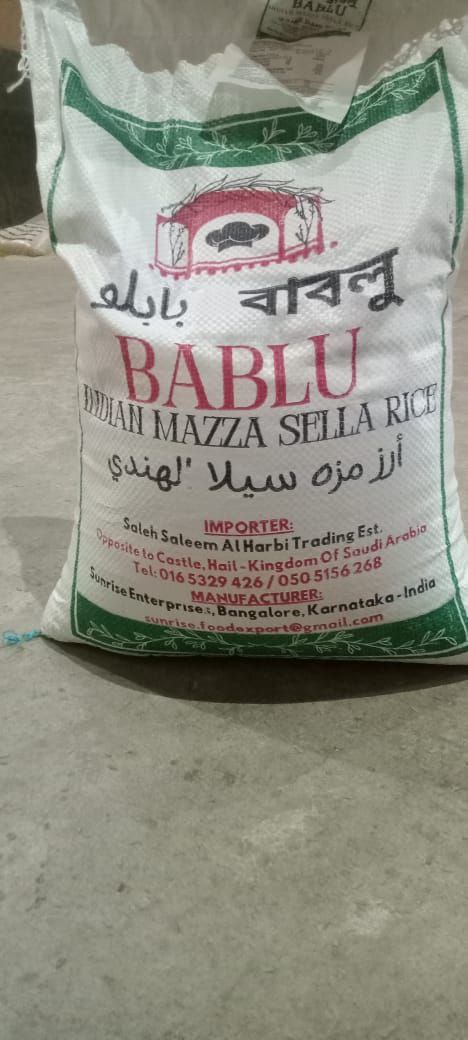 BABLU
بابلو বাবলু
BABLU
INDIAN MAZZA SELLA RICE
أرز مزه سيلا الهندي
IMPORTER:
Saleh Saleem Al Harbi Trading Est.
Opposite to Castle, Hail - Kingdom Of Saudi Arabia
Tel: 016 5329 426 / 050 5156 268
MANUFACTURER:
Sunrise Enterprises, Bangalore, Karnataka - India
sunrise.foodexport@gmail.com